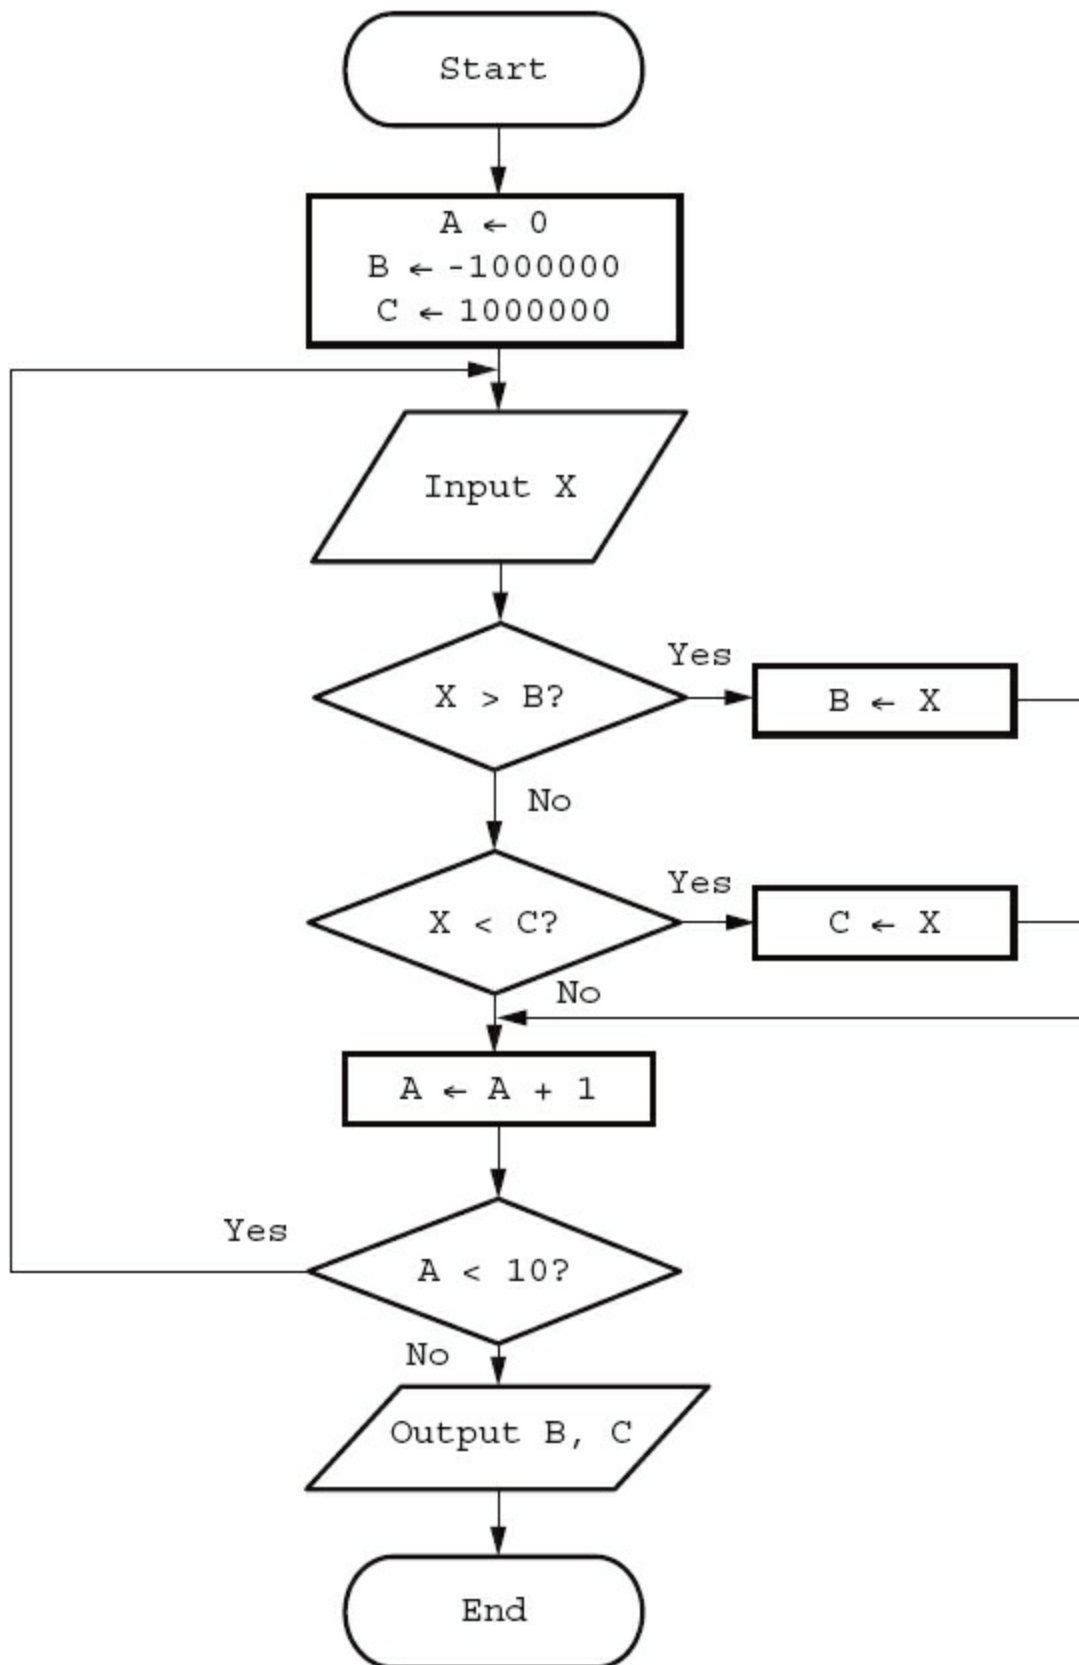 Start
A ← 0
B ← -1000000
C ← 1000000
Input X
X > B?
Yes
B ← X
No
X < C?
Yes
C ← X
No
A ← A + 1
A < 10?
Yes
No
Output B, C
End